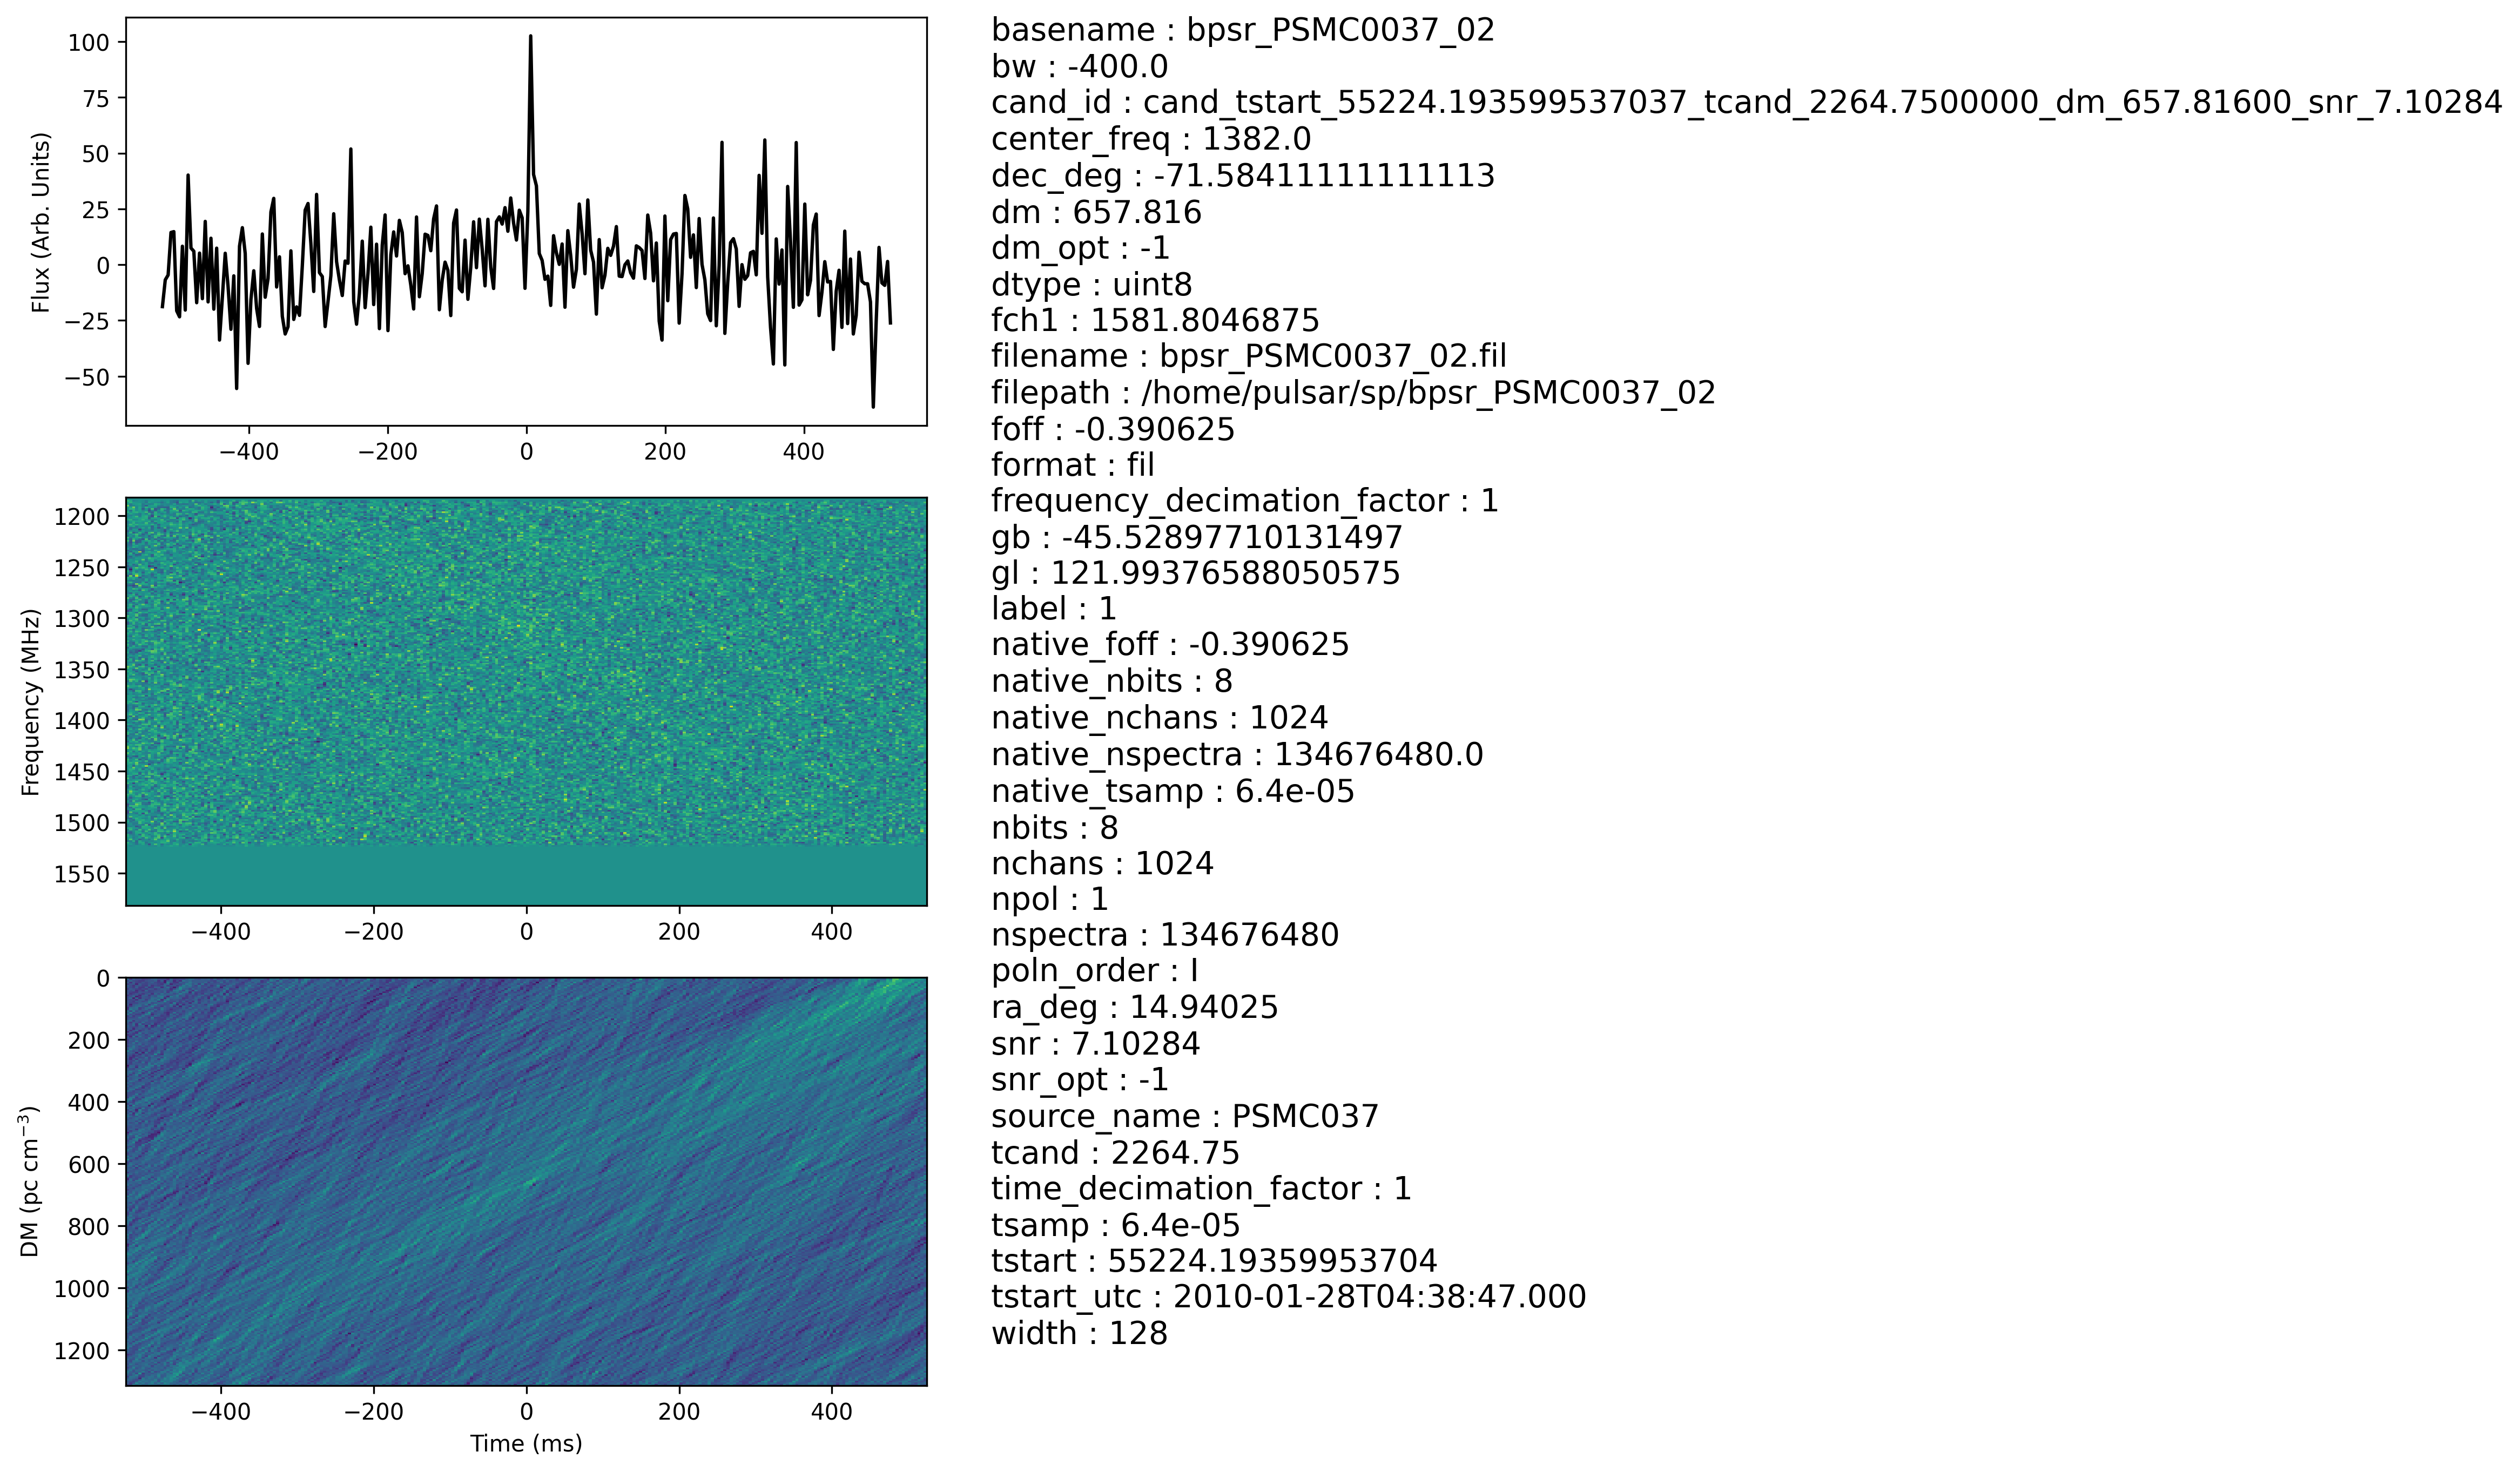 100
75
50
25
0
−25
−50
Flux (Arb. Units)
−400 −200 0 200 400
1200
1250
1300
1350
1400
1450
1500
1550
Frequency (MHz)
−400 −200 0 200 400
0
200
400
600
800
1000
1200
DM (pc cm⁻³)
−400 −200 0 200 400
Time (ms)
basename : bpsr_PSMC0037_02
bw : -400.0
cand_id : cand_tstart_55224.193599537037_tcand_2264.7500000_dm_657.81600_snr_7.10284
center_freq : 1382.0
dec_deg : -71.58411111111113
dm : 657.816
dm_opt : -1
dtype : uint8
fch1 : 1581.8046875
filename : bpsr_PSMC0037_02.fil
filepath : /home/pulsar/sp/bpsr_PSMC0037_02
foff : -0.390625
format : fil
frequency_decimation_factor : 1
gb : -45.52897710131497
gl : 121.99376588050575
label : 1
native_foff : -0.390625
native_nbits : 8
native_nchans : 1024
native_nspectra : 134676480.0
native_tsamp : 6.4e-05
nbits : 8
nchans : 1024
npol : 1
nspectra : 134676480
poln_order : I
ra_deg : 14.94025
snr : 7.10284
snr_opt : -1
source_name : PSMC037
tcand : 2264.75
time_decimation_factor : 1
tsamp : 6.4e-05
tstart : 55224.19359953704
tstart_utc : 2010-01-28T04:38:47.000
width : 128